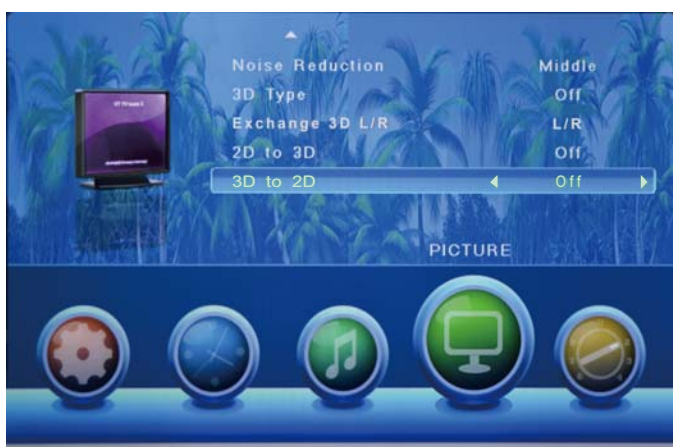 Noise Reduction Middle
3D Type Off
Exchange 3D L/R L/R
2D to 3D Off
3D to 2D Off
PICTURE